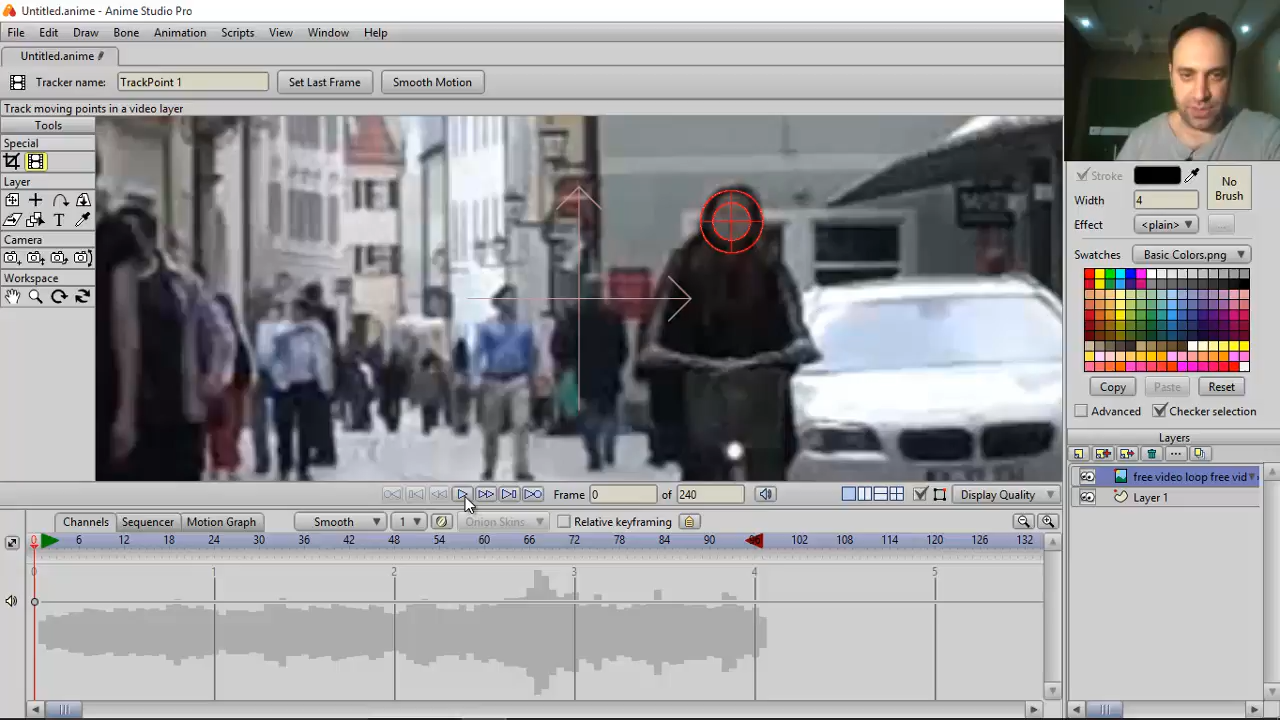 Untitled.anime - Anime Studio Pro
File Edit Draw Bone Animation Scripts View Window Help
Untitled.anime
Tracker name: TrackPoint 1 Set Last Frame Smooth Motion
Track moving points in a video layer
Tools
Special
Layer
Camera
Workspace
Stroke
No Brush
Width 4
Effect <plain> ...
Swatches Basic Colors.png
Copy Paste Reset
Advanced Checker selection
Layers
free video loop free vid
Layer 1
Frame 0 of 240 Display Quality
Channels Sequencer Motion Graph Smooth 1 Onion Skins Relative keyframing
0 6 12 18 24 30 36 42 48 54 60 66 72 78 84 90 96 102 108 114 120 126 132
0 1 2 3 4 5